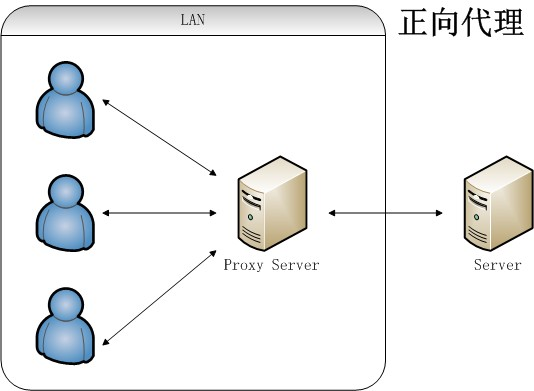 LAN
正向代理
Proxy Server
Server